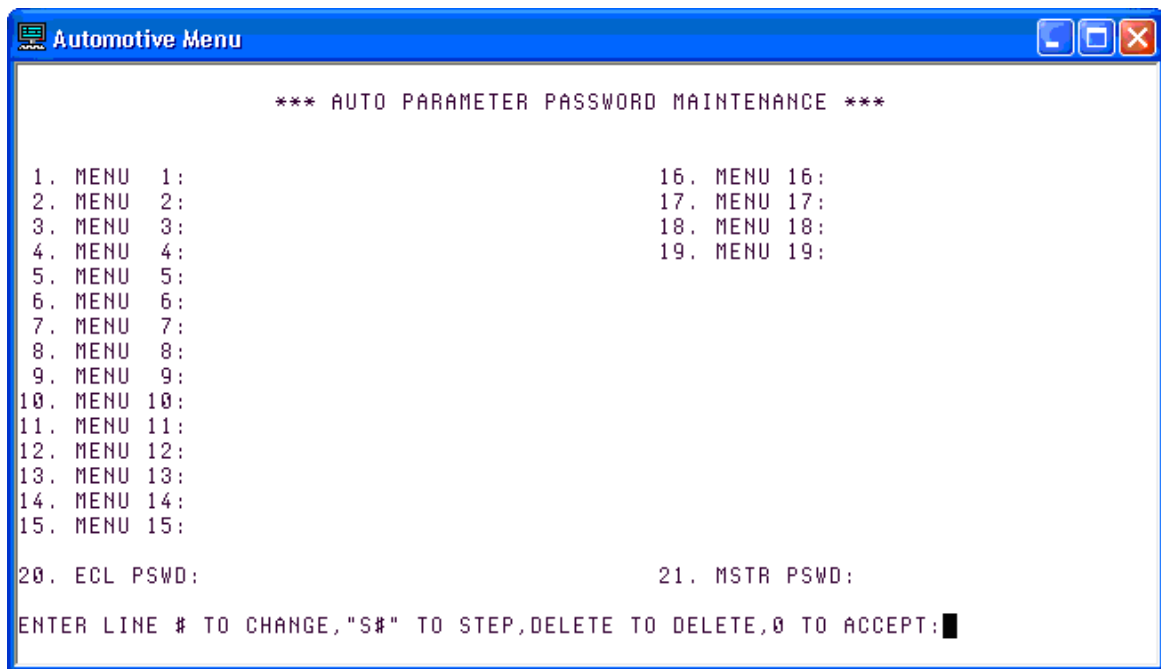 Automotive Menu
*** AUTO PARAMETER PASSWORD MAINTENANCE ***
1. MENU 1: 16. MENU 16:
2. MENU 2: 17. MENU 17:
3. MENU 3: 18. MENU 18:
4. MENU 4: 19. MENU 19:
5. MENU 5:
6. MENU 6:
7. MENU 7:
8. MENU 8:
9. MENU 9:
10. MENU 10:
11. MENU 11:
12. MENU 12:
13. MENU 13:
14. MENU 14:
15. MENU 15:
20. ECL PSWD: 21. MSTR PSWD:
ENTER LINE # TO CHANGE,"S#" TO STEP,DELETE TO DELETE,0 TO ACCEPT: